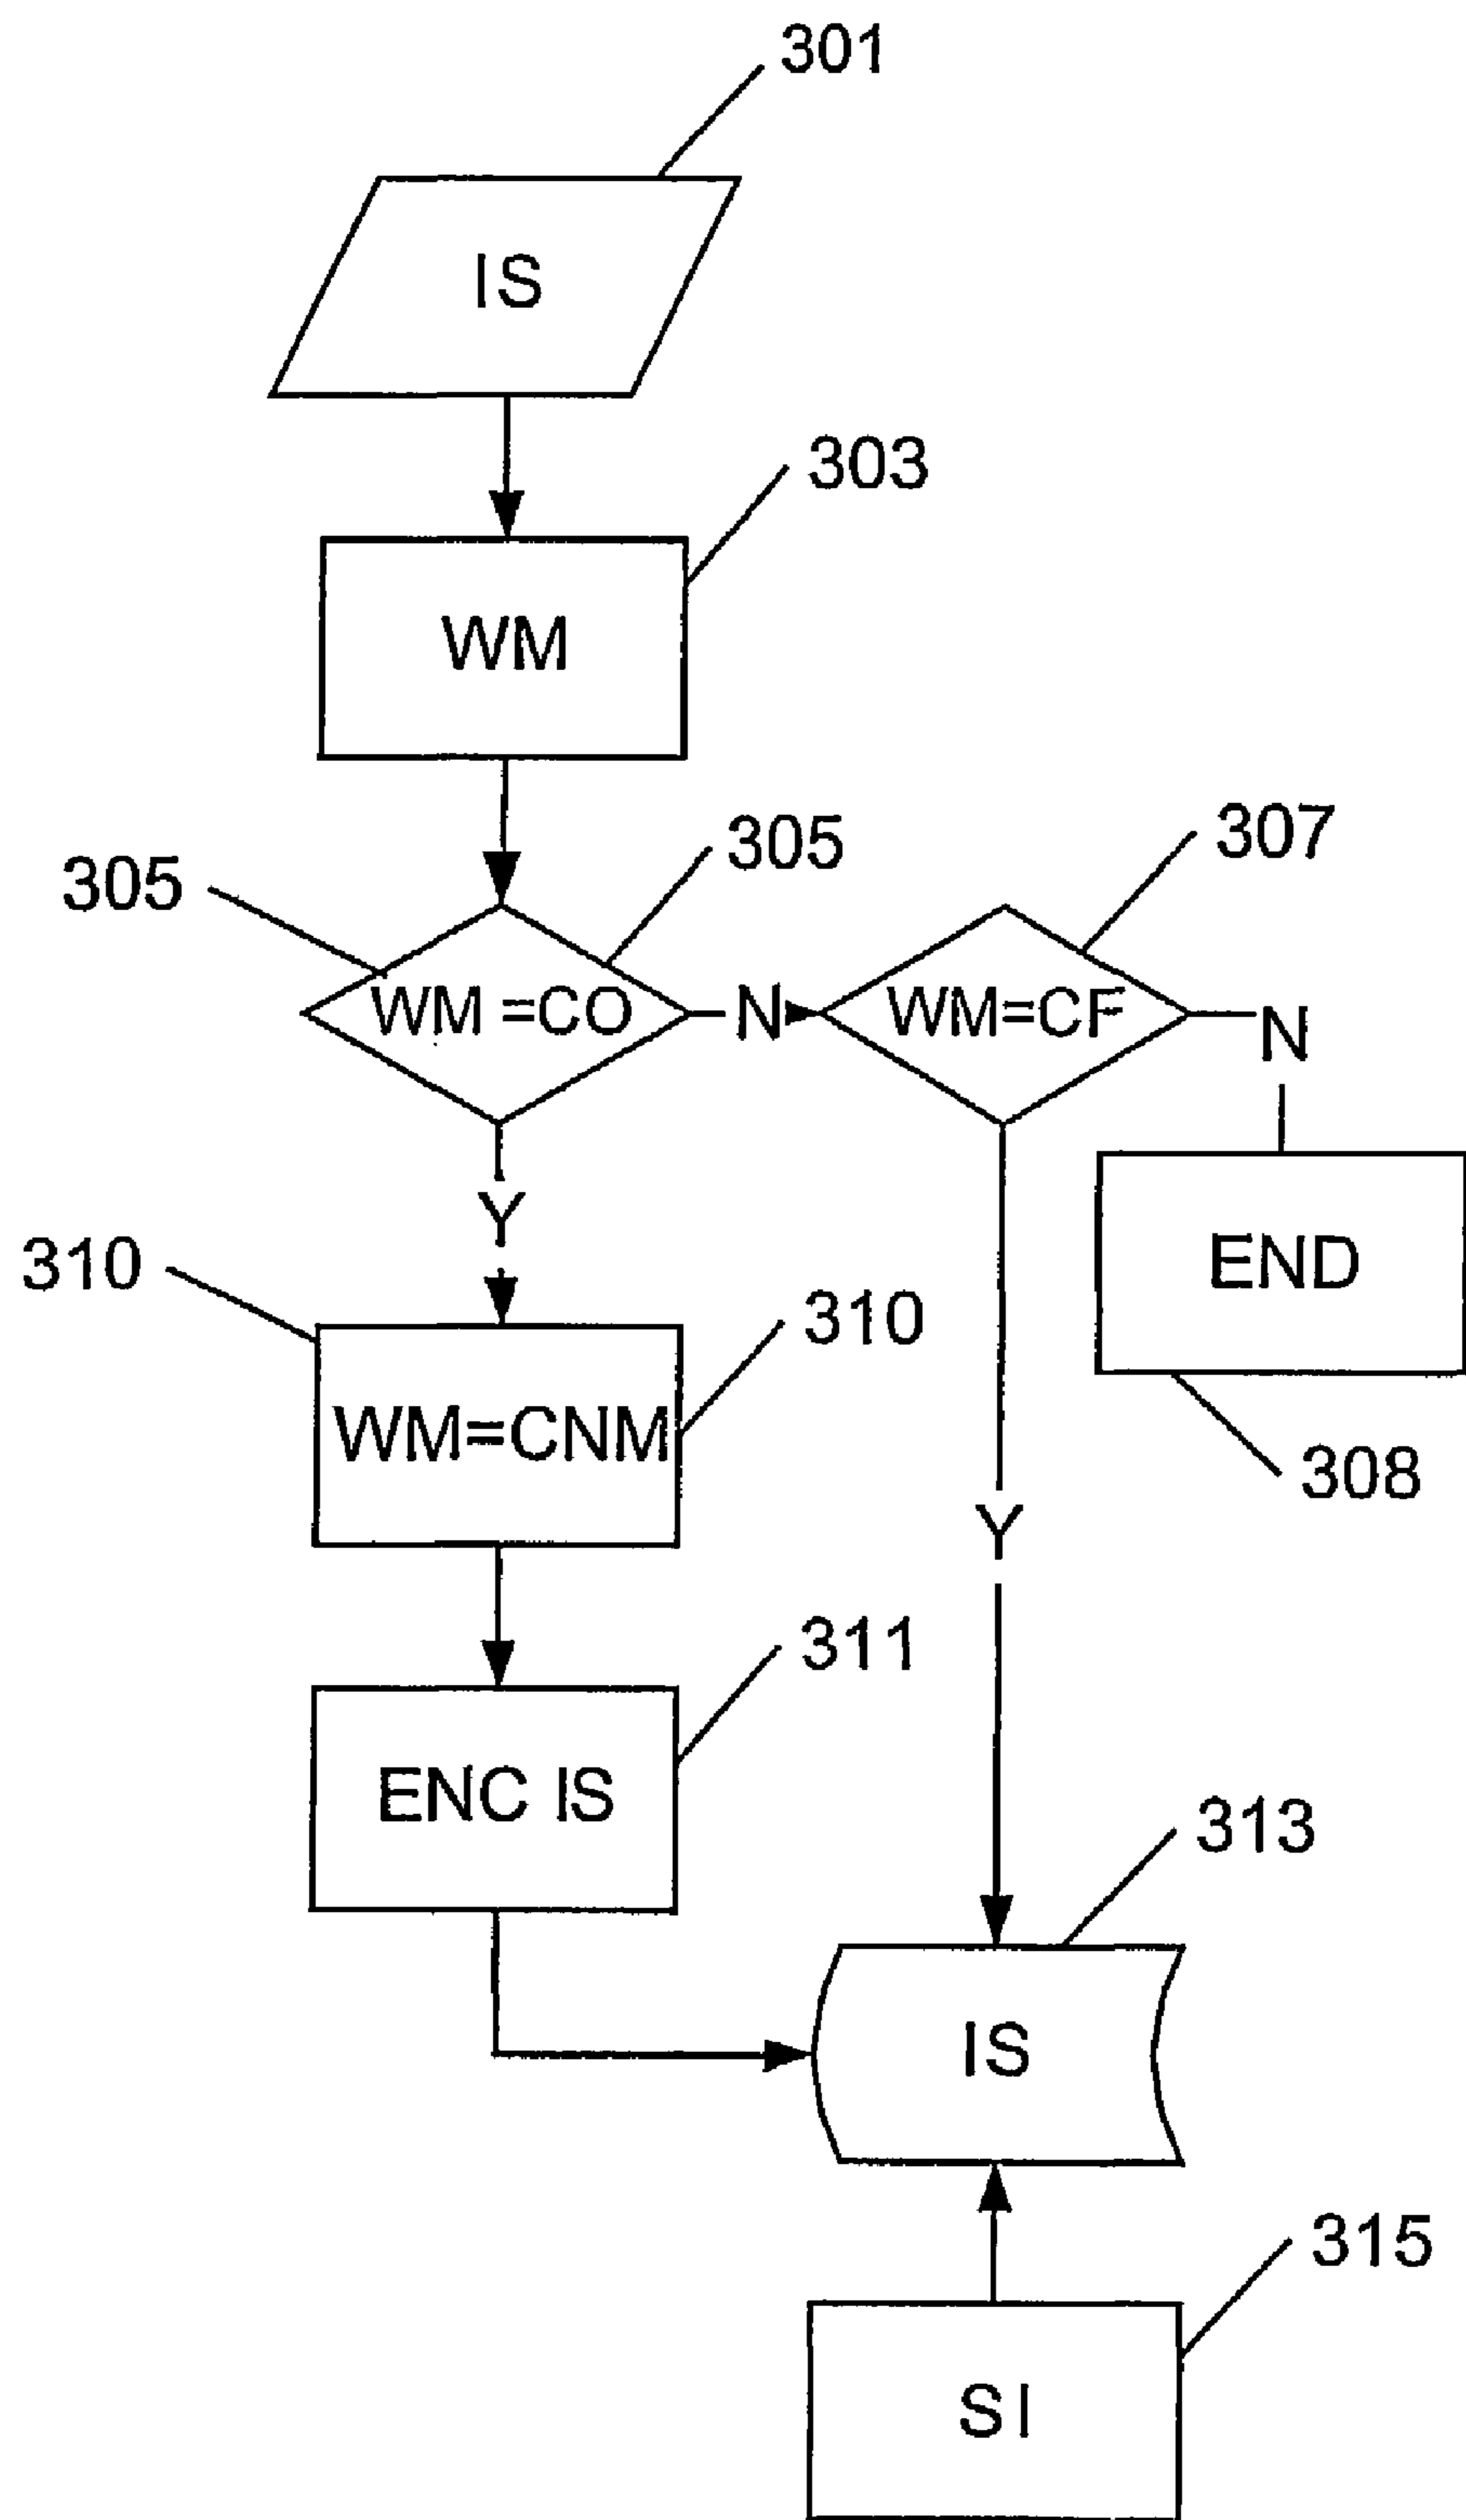 301
IS
303
WM
305
305
307
WM =CO
N
WM=CF
N
Y
END
310
310
WM=CNM
308
Y
311
ENC IS
313
IS
315
SI